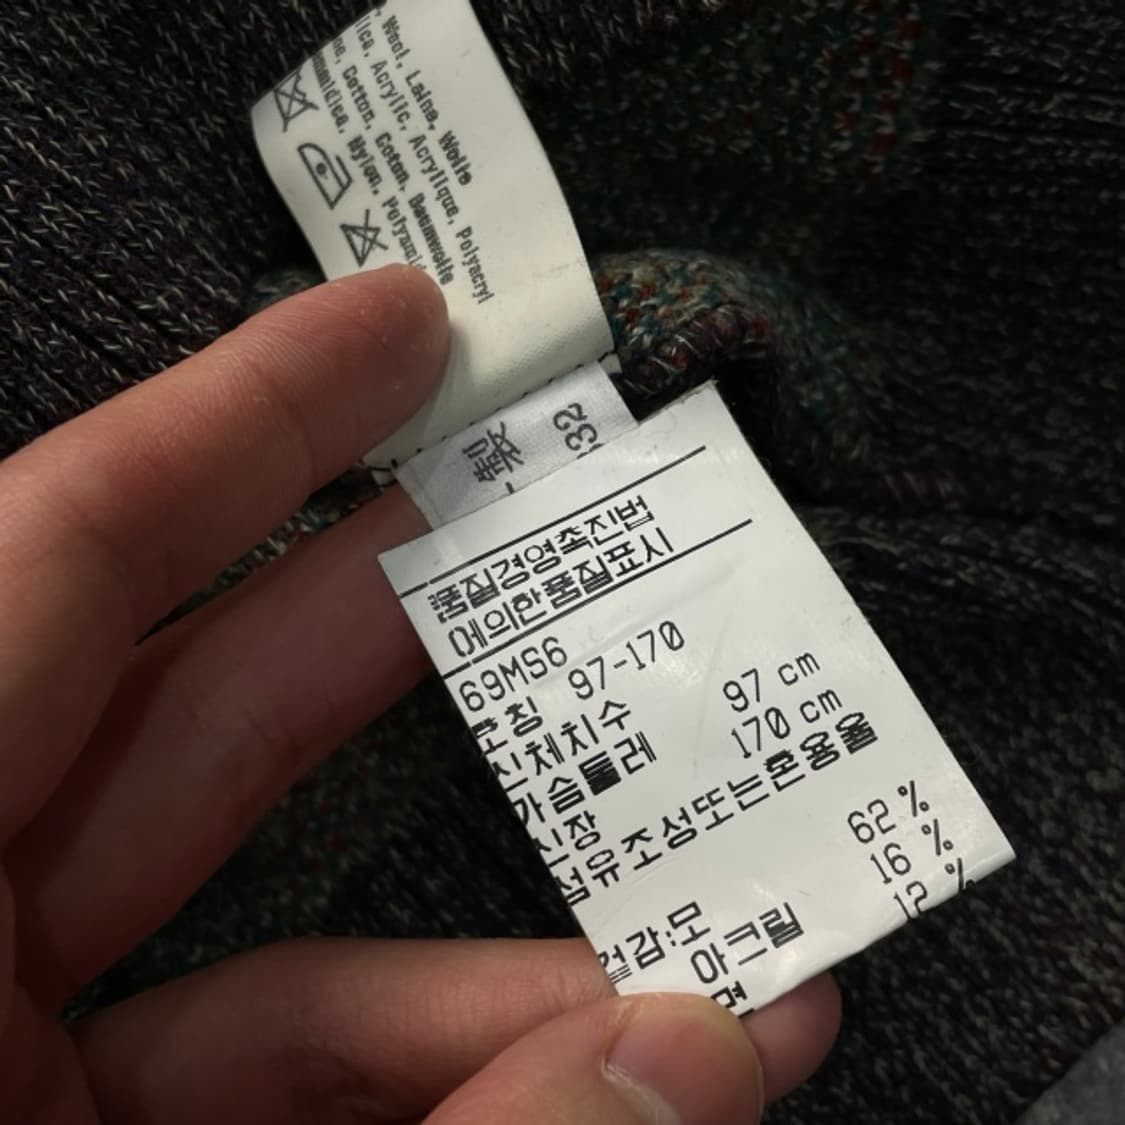 Wool, Laine, Wolle
Acrylic, Acrylique, Polyacryl
Cotton, Coton, Baumwolle
Nylon, Polyamid
製
32
품질경영촉진법
에의한품질표시
69MS6
호칭 97-170
신체치수
가슴둘레 97 cm
신장 170 cm
섬유조성또는혼용율
겉감:모 62 %
아크릴 16 %
면 12 %